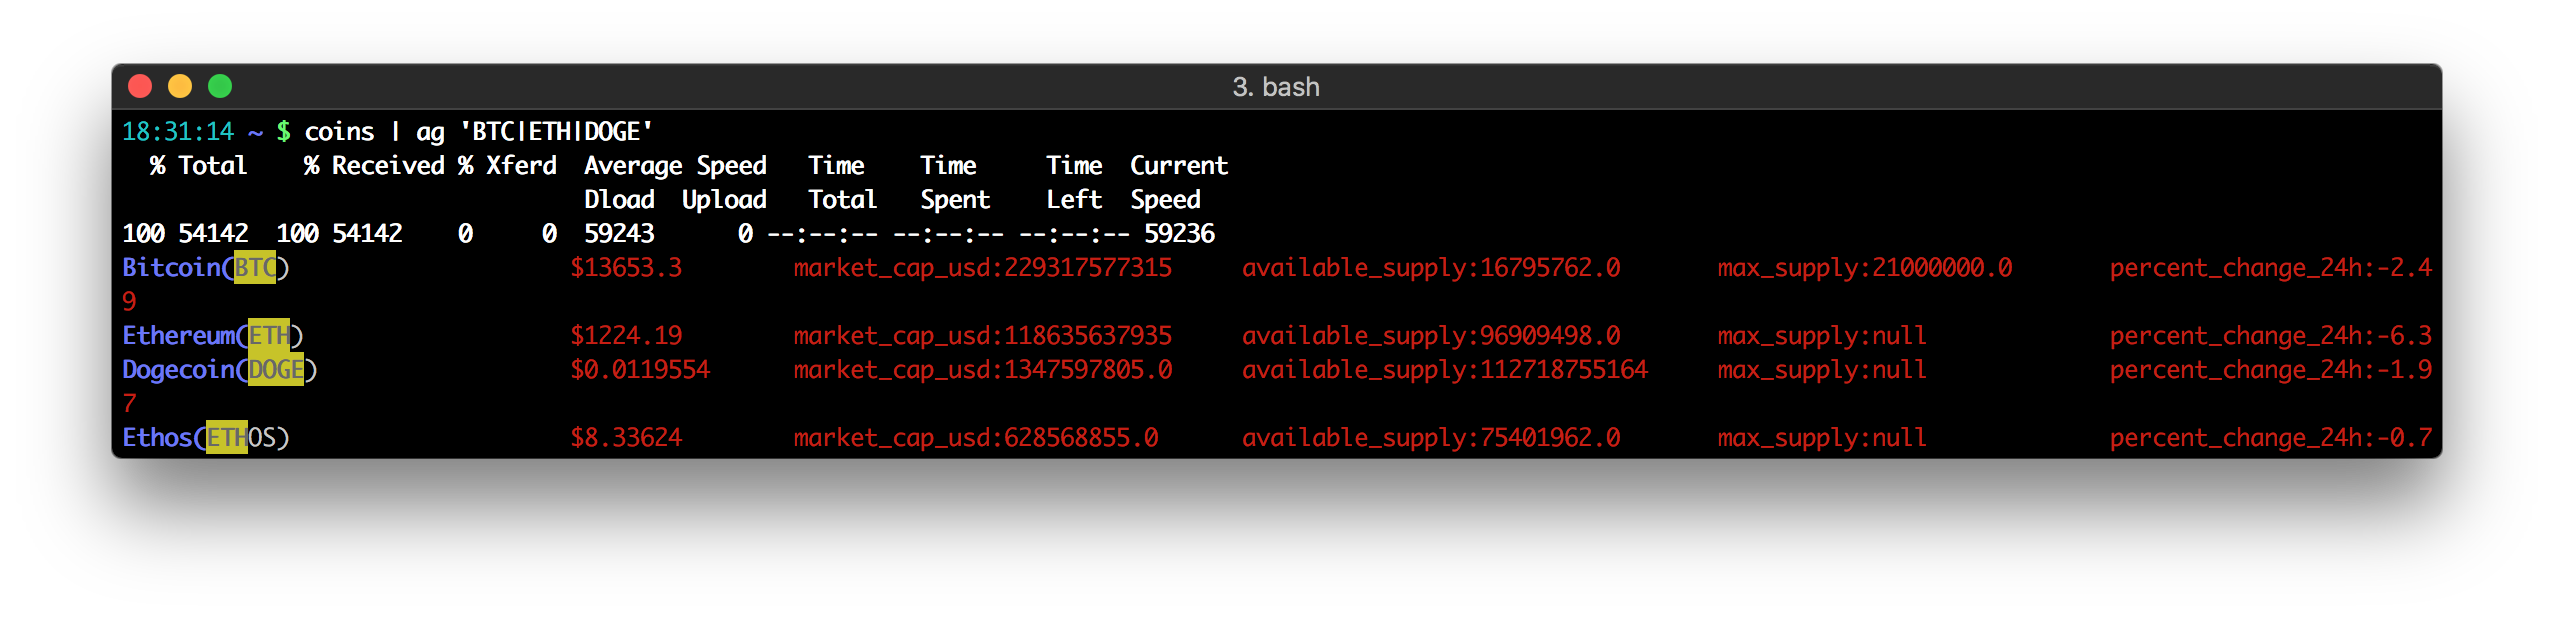 3. bash
18:31:14 ~ $ coins | ag 'BTC|ETH|DOGE'
  % Total    % Received % Xferd  Average Speed   Time    Time     Time  Current
                                 Dload  Upload   Total   Spent    Left  Speed
100 54142  100 54142    0     0  59243      0 --:--:-- --:--:-- --:--:-- 59236
Bitcoin(BTC)                    $13653.3        market_cap_usd:229317577315     available_supply:16795762.0       max_supply:21000000.0       percent_change_24h:-2.4
9
Ethereum(ETH)                   $1224.19        market_cap_usd:118635637935     available_supply:96909498.0       max_supply:null             percent_change_24h:-6.3
Dogecoin(DOGE)                  $0.0119554      market_cap_usd:1347597805.0     available_supply:112718755164     max_supply:null             percent_change_24h:-1.9
7
Ethos(ETHOS)                    $8.33624        market_cap_usd:628568855.0      available_supply:75401962.0       max_supply:null             percent_change_24h:-0.7